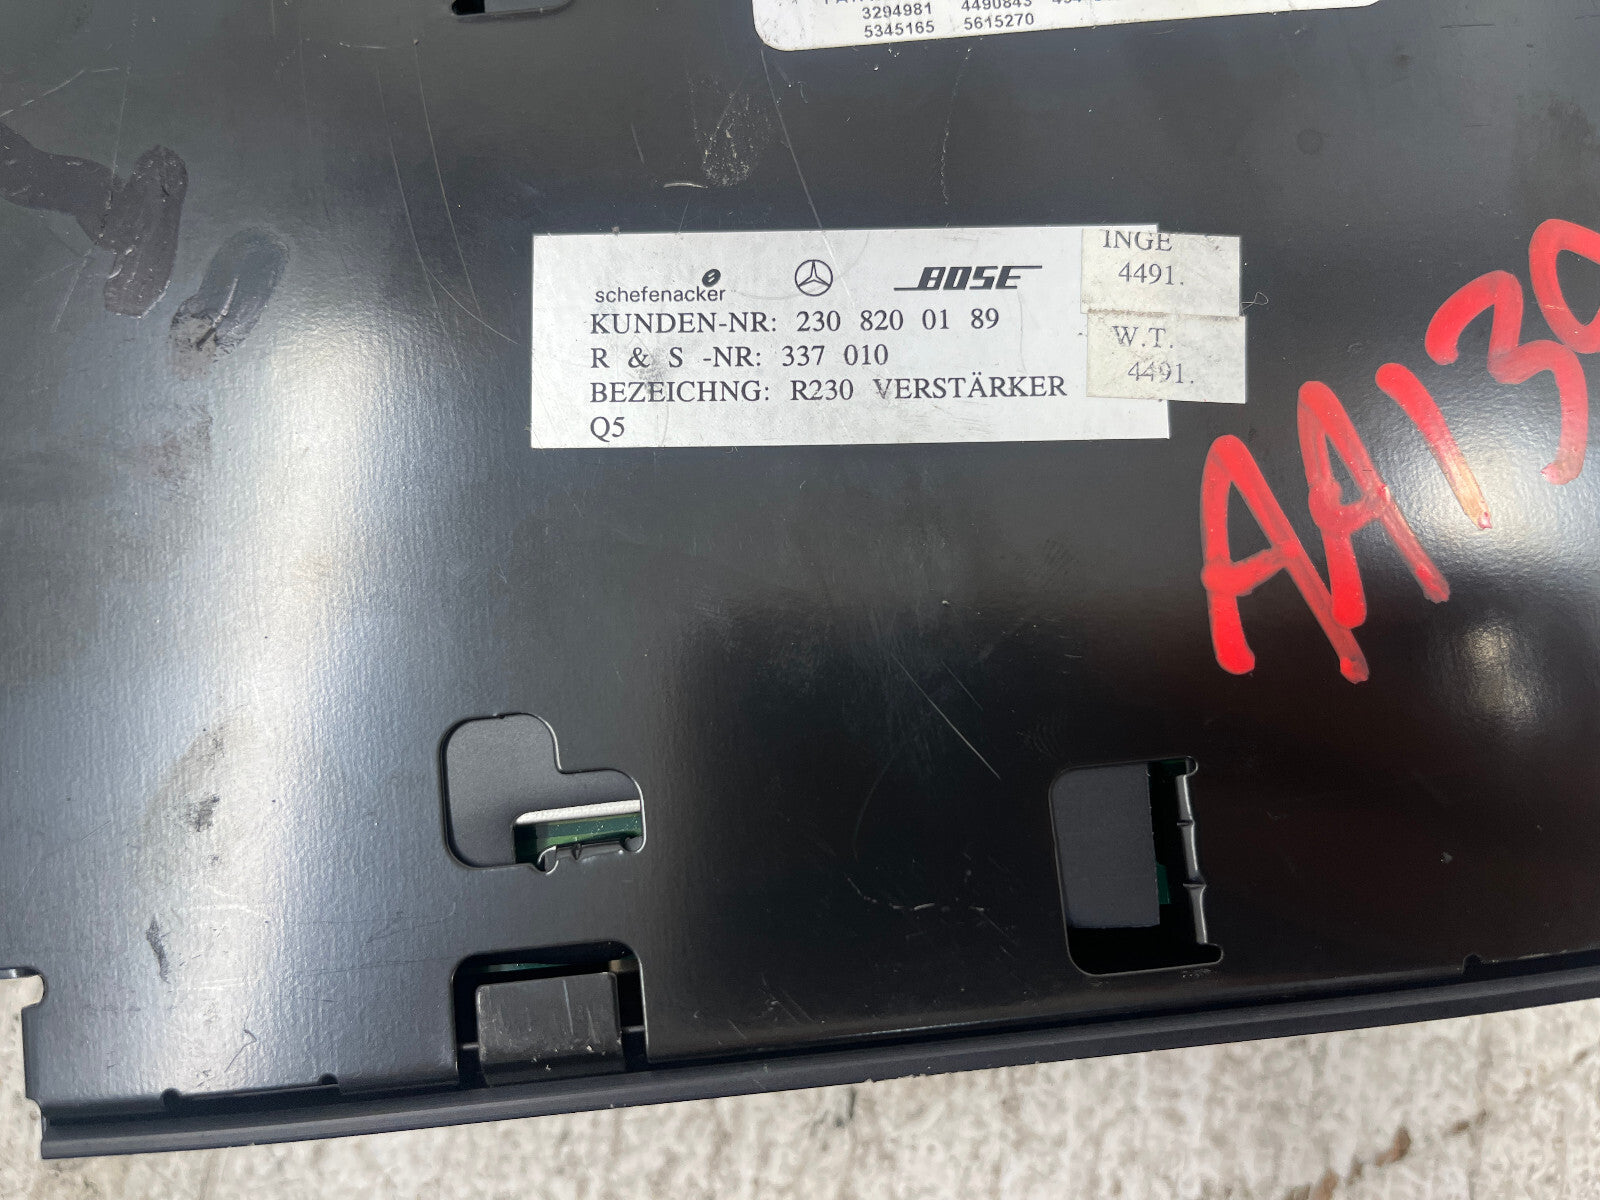 3294981 4490843
5345165 5615270
schefenacker BOSE
KUNDEN-NR: 230 820 01 89
R & S -NR: 337 010
BEZEICHNG: R230 VERSTÄRKER
Q5
INGE
4491.
W.T.
4491.
AA130